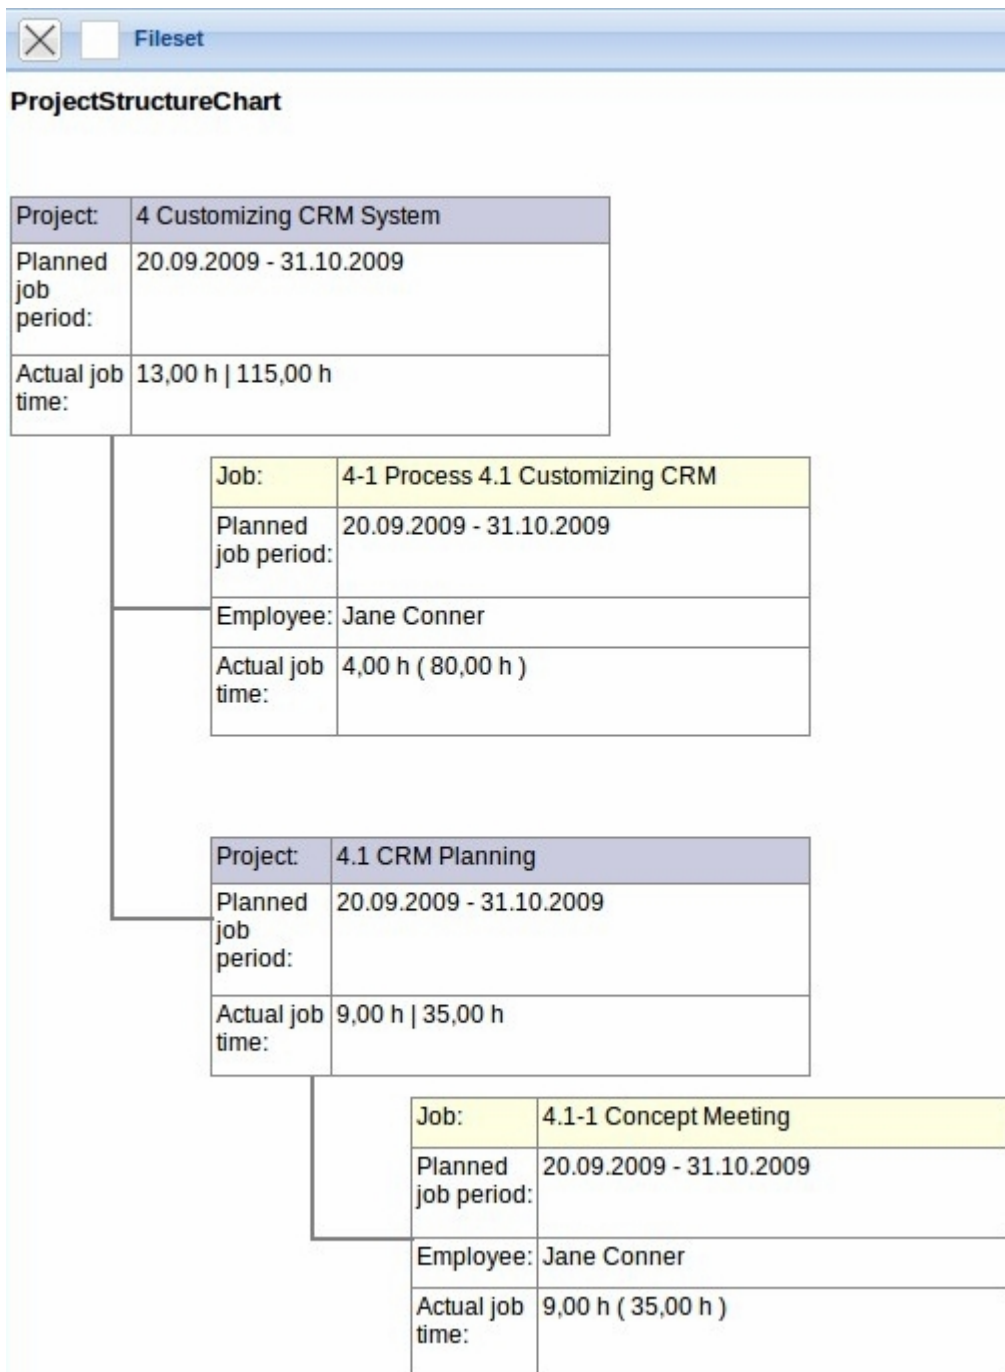 Fileset
ProjectStructureChart
Project: 4 Customizing CRM System
Planned 20.09.2009 - 31.10.2009
job
period:
Actual job 13,00 h | 115,00 h
time:
Job: 4-1 Process 4.1 Customizing CRM
Planned 20.09.2009 - 31.10.2009
job period:
Employee: Jane Conner
Actual job 4,00 h ( 80,00 h )
time:
Project: 4.1 CRM Planning
Planned 20.09.2009 - 31.10.2009
job
period:
Actual job 9,00 h | 35,00 h
time:
Job: 4.1-1 Concept Meeting
Planned 20.09.2009 - 31.10.2009
job period:
Employee: Jane Conner
Actual job 9,00 h ( 35,00 h )
time: